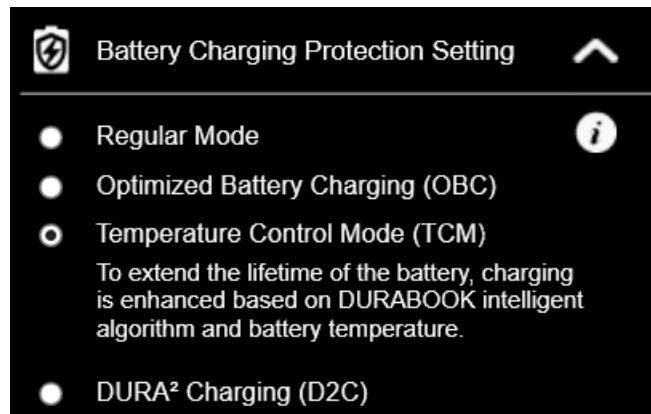 Battery Charging Protection Setting
Regular Mode
i
Optimized Battery Charging (OBC)
Temperature Control Mode (TCM)
To extend the lifetime of the battery, charging
is enhanced based on DURABOOK intelligent
algorithm and battery temperature.
DURA² Charging (D2C)